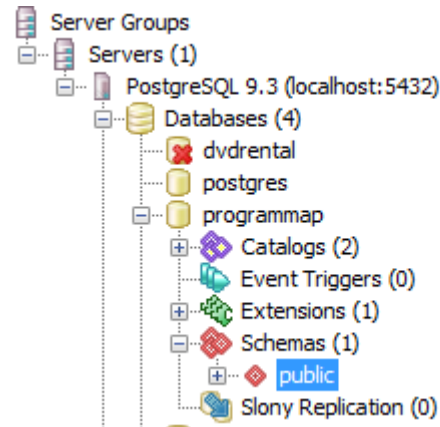 Server Groups
Servers (1)
PostgreSQL 9.3 (localhost:5432)
Databases (4)
dvdrental
postgres
programmap
Catalogs (2)
Event Triggers (0)
Extensions (1)
Schemas (1)
public
Slony Replication (0)